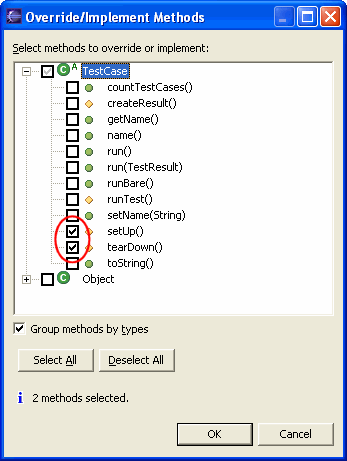 Override/Implement Methods
Select methods to override or implement:
C A TestCase
countTestCases()
createResult()
getName()
name()
run()
run(TestResult)
runBare()
runTest()
setName(String)
setUp()
tearDown()
toString()
C Object
Group methods by types
Select All Deselect All
i 2 methods selected.
OK Cancel